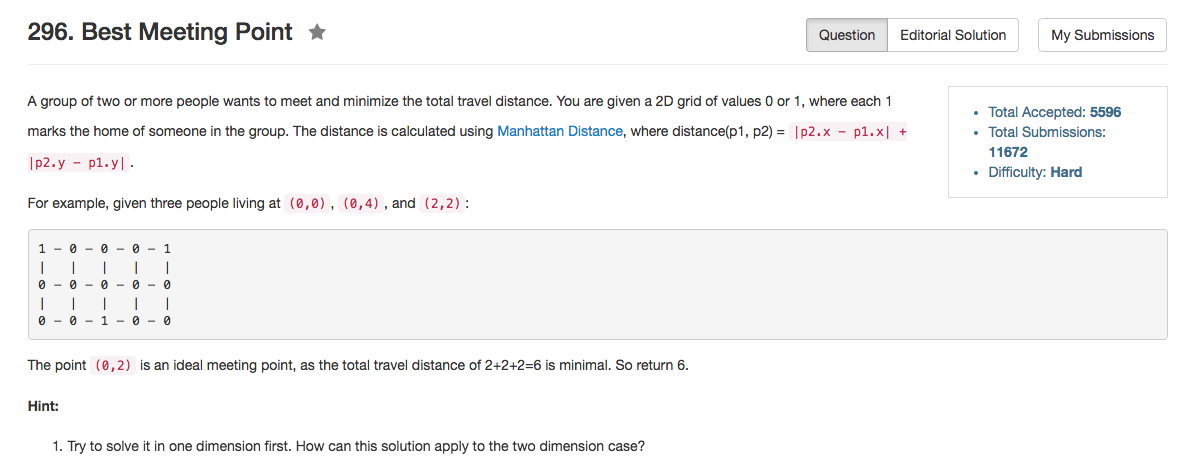 296. Best Meeting Point ★
Question
Editorial Solution
My Submissions
A group of two or more people wants to meet and minimize the total travel distance. You are given a 2D grid of values 0 or 1, where each 1
marks the home of someone in the group. The distance is calculated using Manhattan Distance, where distance(p1, p2) = |p2.x - p1.x| +
|p2.y - p1.y|.
• Total Accepted: 5596
• Total Submissions:
11672
• Difficulty: Hard
For example, given three people living at (0,0), (0,4), and (2,2):
1 - 0 - 0 - 0 - 1
|   |   |   |   |
0 - 0 - 0 - 0 - 0
|   |   |   |   |
0 - 0 - 1 - 0 - 0
The point (0,2) is an ideal meeting point, as the total travel distance of 2+2+2=6 is minimal. So return 6.
Hint:
1. Try to solve it in one dimension first. How can this solution apply to the two dimension case?